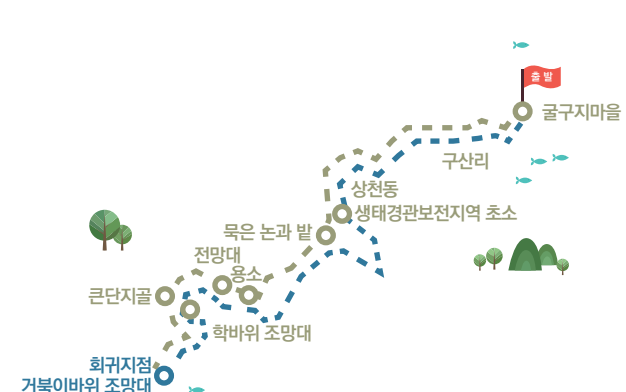 출발
굴구지마을
구산리
상천동
생태경관보전지역 초소
묵은 논과 밭
전망대
용소
큰단지골
학바위 조망대
회귀지점
거북이바위 조망대